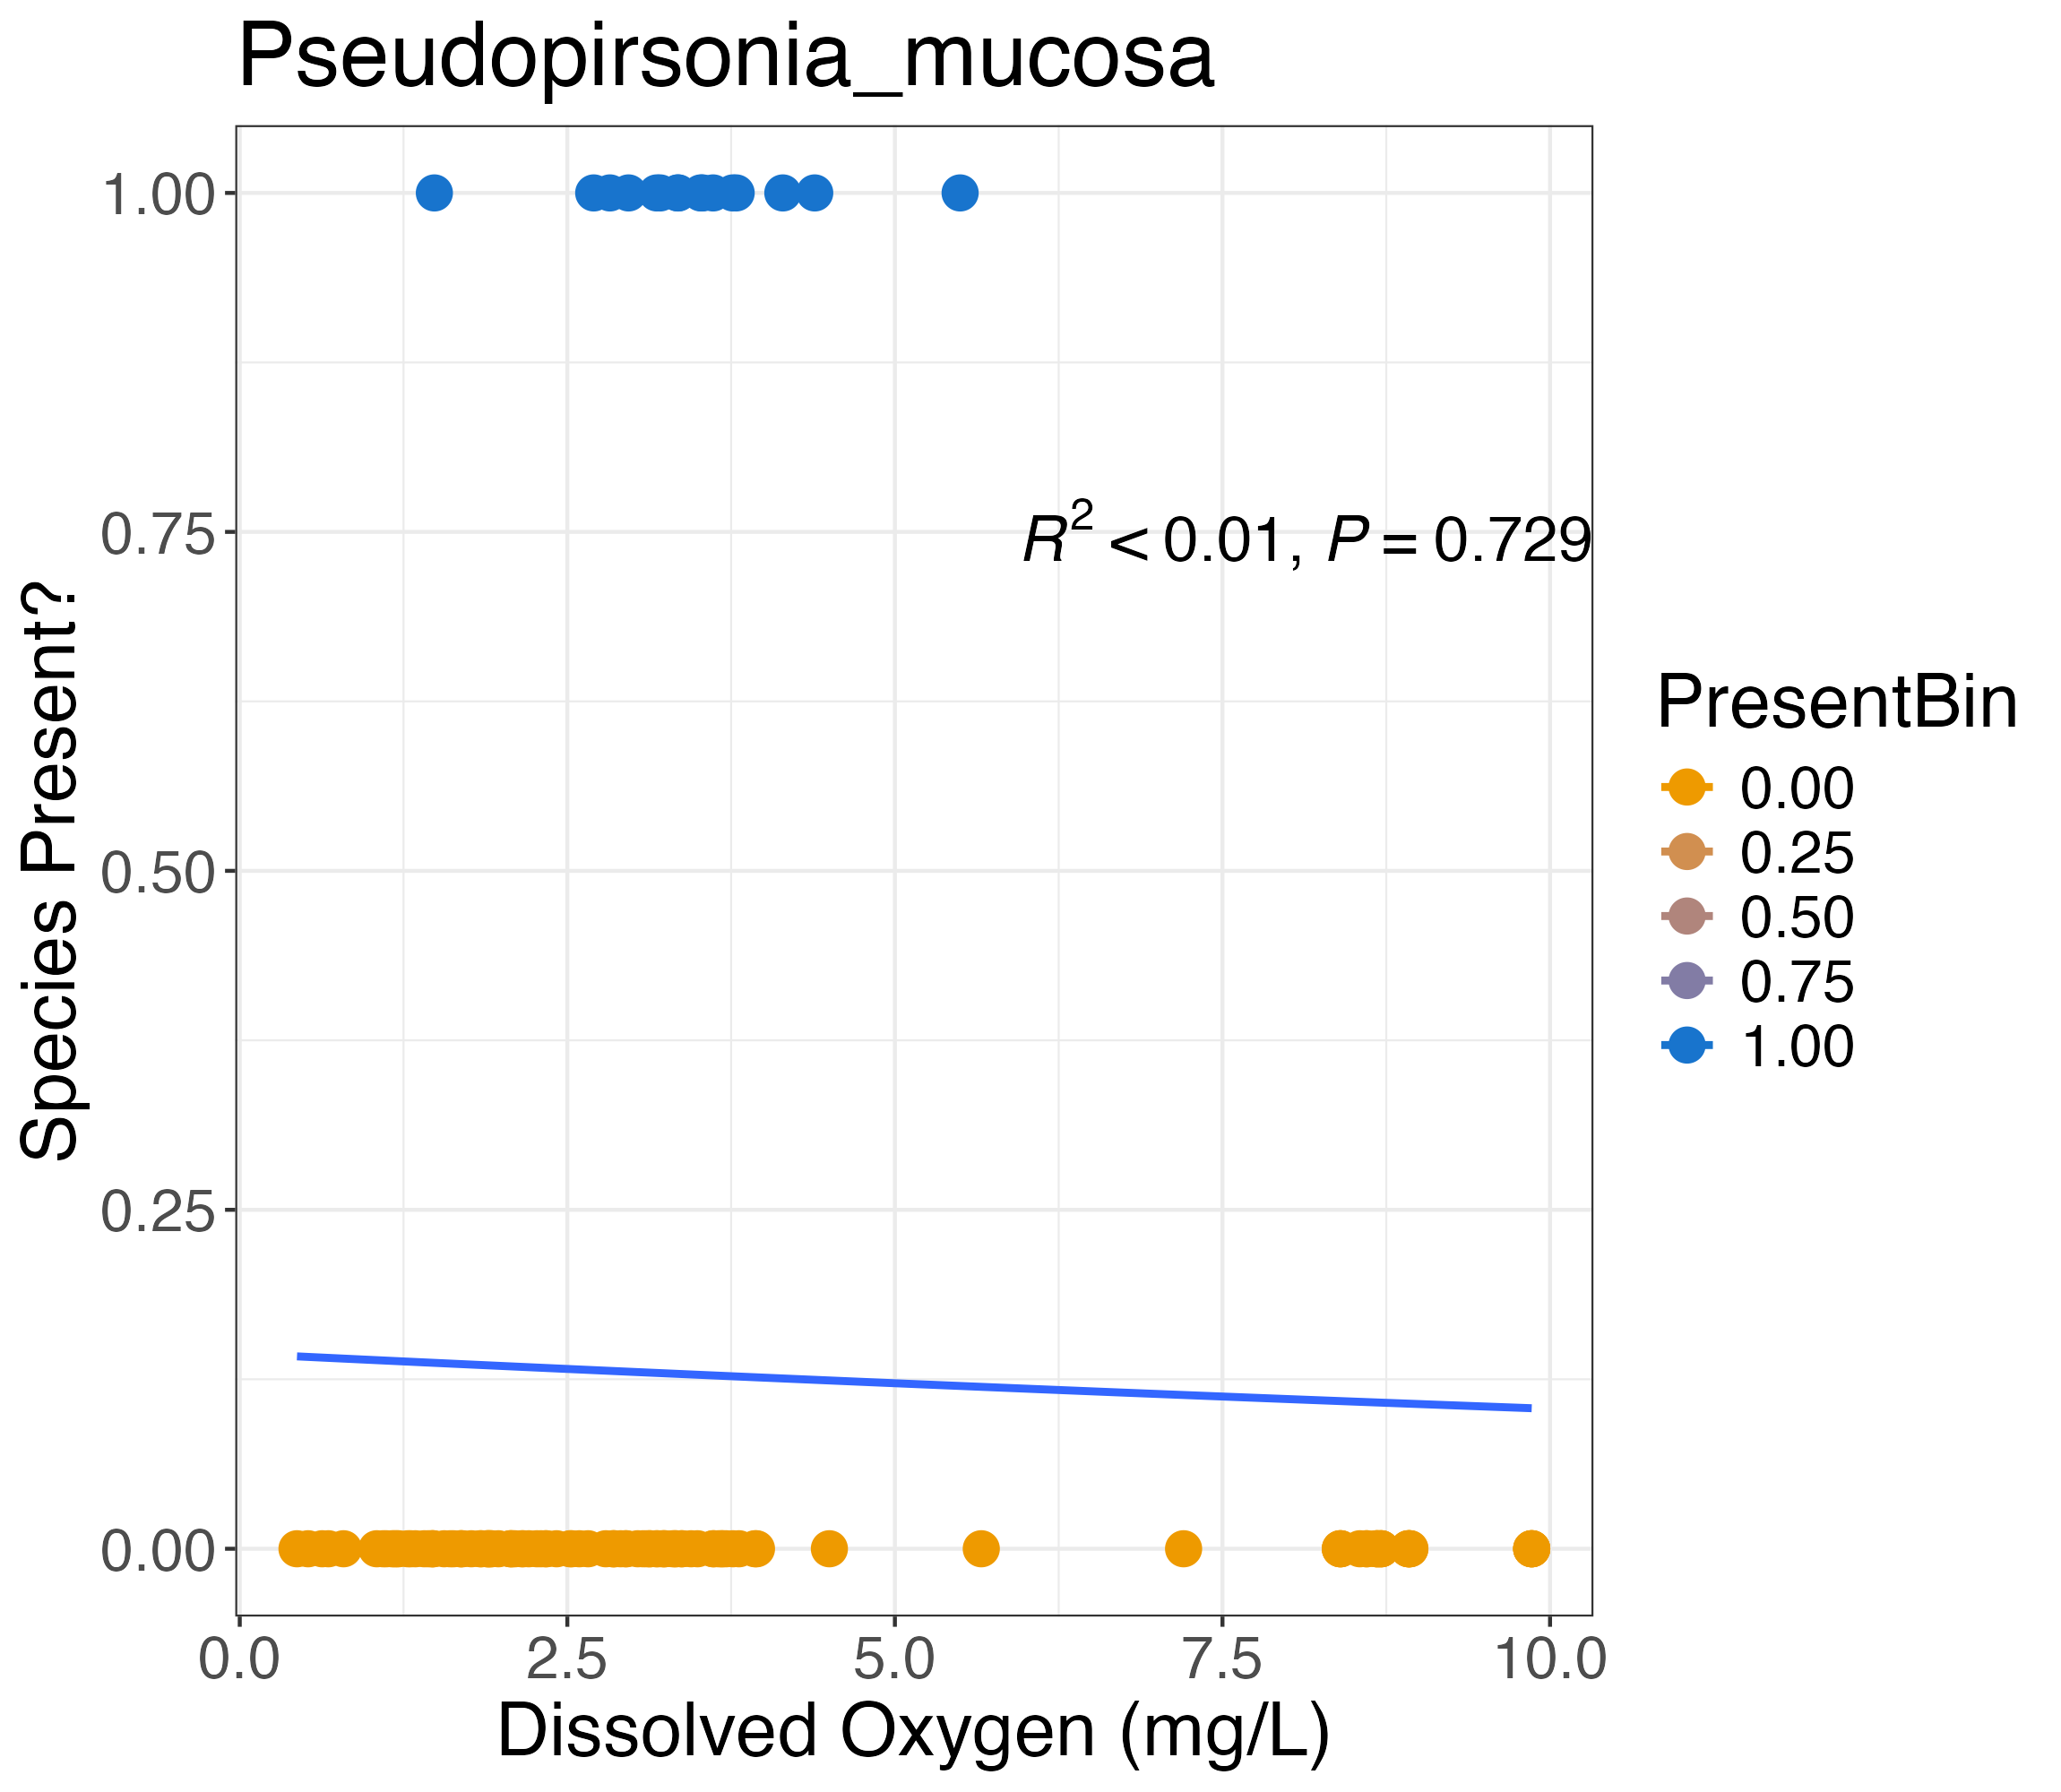 Pseudopirsonia_mucosa
1.00
0.75
0.50
0.25
0.00
Species Present?
R² < 0.01, P = 0.729
0.0 2.5 5.0 7.5 10.0
Dissolved Oxygen (mg/L)
PresentBin
0.00
0.25
0.50
0.75
1.00